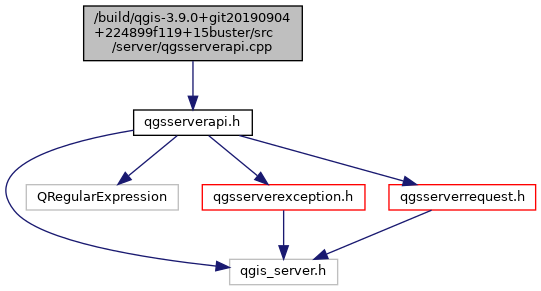 /build/qgis-3.9.0+git20190904
+224899f119+15buster/src
/server/qgsserverapi.cpp
qgsserverapi.h
QRegularExpression
qgsserverexception.h
qgsserverrequest.h
qgis_server.h